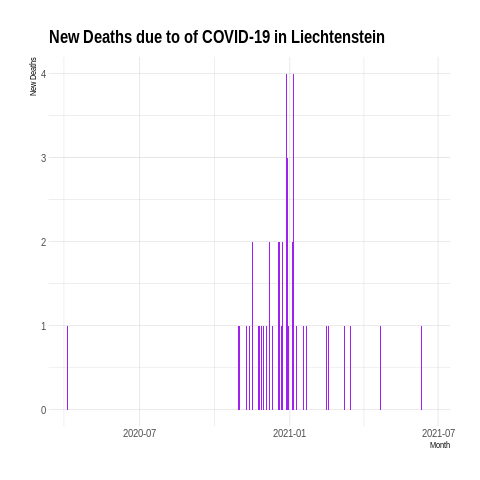 New Deaths due to of COVID-19 in Liechtenstein
New Deaths
4
3
2
1
0
2020-07 2021-01 2021-07
Month